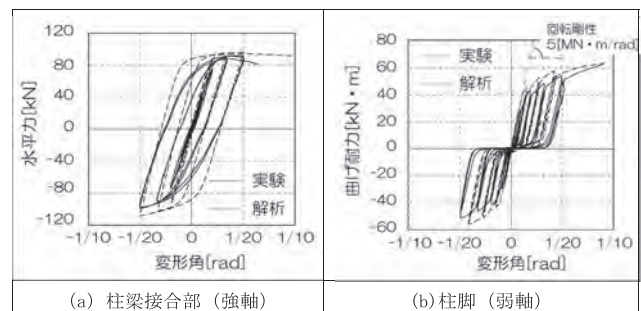 120
80
40
0
-40
-80
-120
水平力[kN]
実験
解析
-1/10 -1/20 0 1/20 1/10
変形角[rad]
(a) 柱梁接合部（強軸）
回転剛性
5[MN・m/rad]
80
60
40
20
0
-20
-40
-60
曲げ耐力[kN・m]
実験
解析
-1/10 -1/20 0 1/20 1/10
変形角[rad]
(b)柱脚（弱軸）